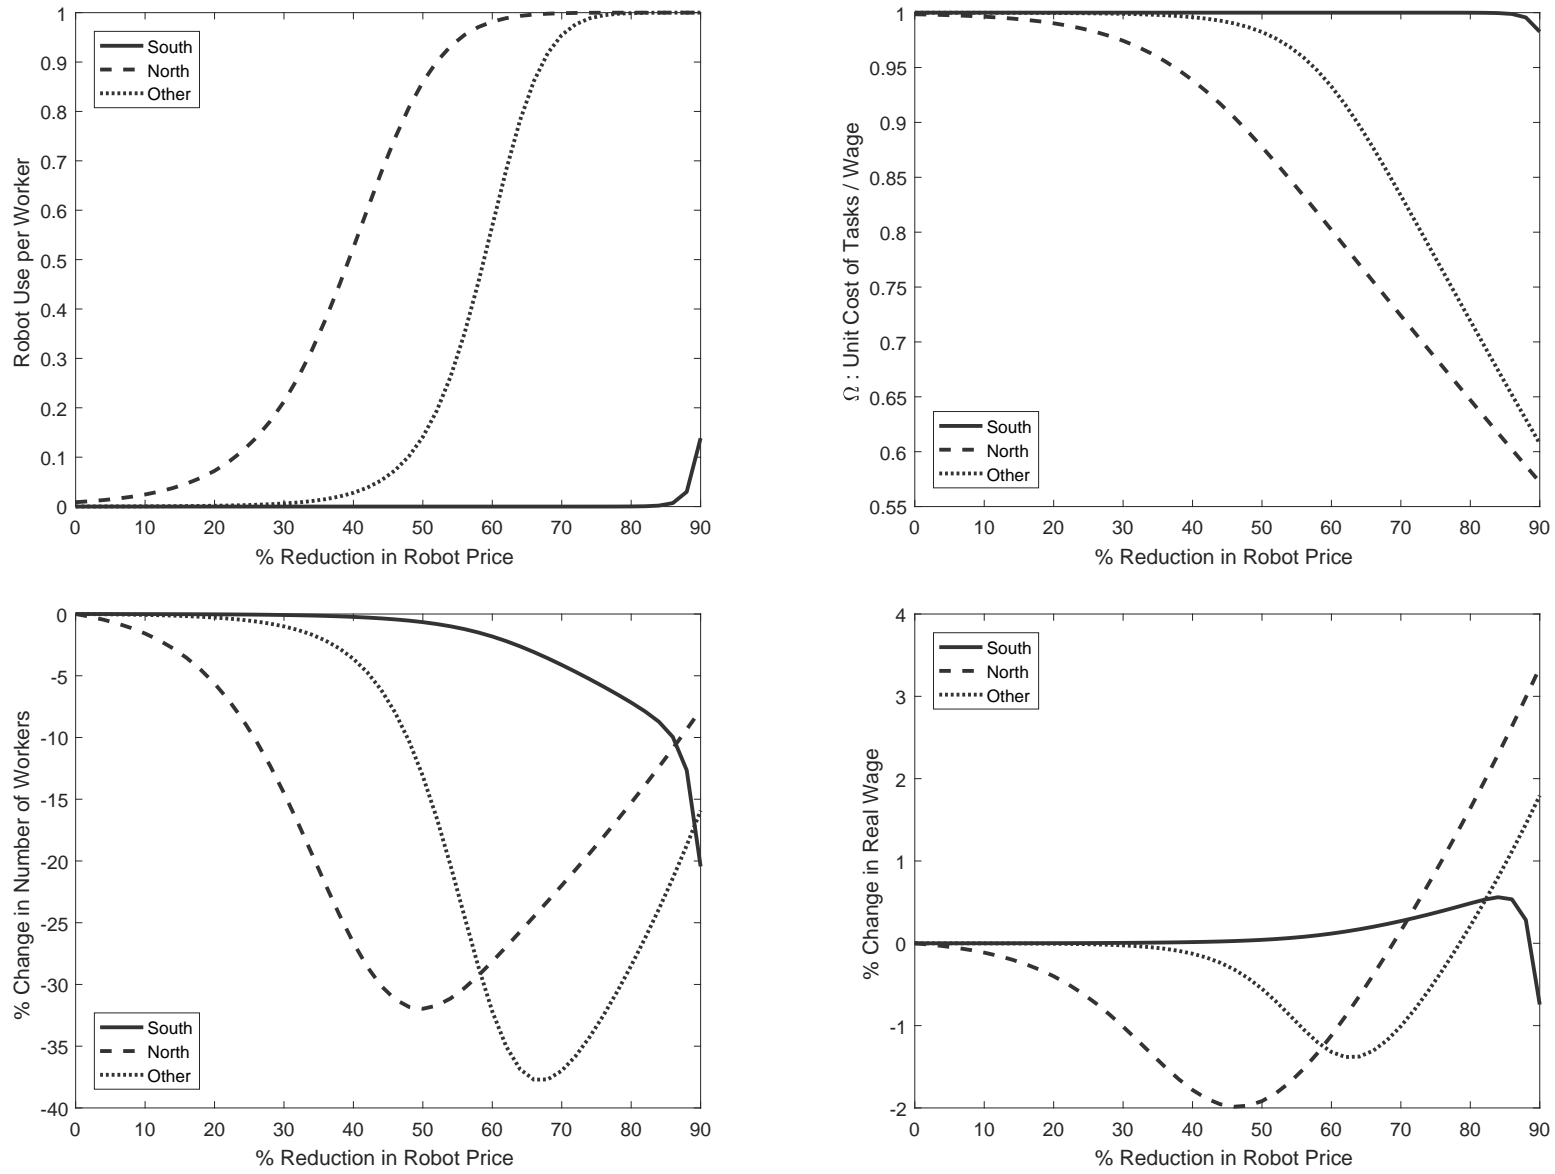 1
0.9
0.8
0.7
0.6
0.5
0.4
0.3
0.2
0.1
0
Robot Use per Worker
South
North
Other
0 10 20 30 40 50 60 70 80 90
% Reduction in Robot Price
1
0.95
0.9
0.85
0.8
0.75
0.7
0.65
0.6
0.55
Ω : Unit Cost of Tasks / Wage
South
North
Other
0 10 20 30 40 50 60 70 80 90
% Reduction in Robot Price
0
-5
-10
-15
-20
-25
-30
-35
-40
% Change in Number of Workers
South
North
Other
0 10 20 30 40 50 60 70 80 90
% Reduction in Robot Price
4
3
2
1
0
-1
-2
% Change in Real Wage
South
North
Other
0 10 20 30 40 50 60 70 80 90
% Reduction in Robot Price